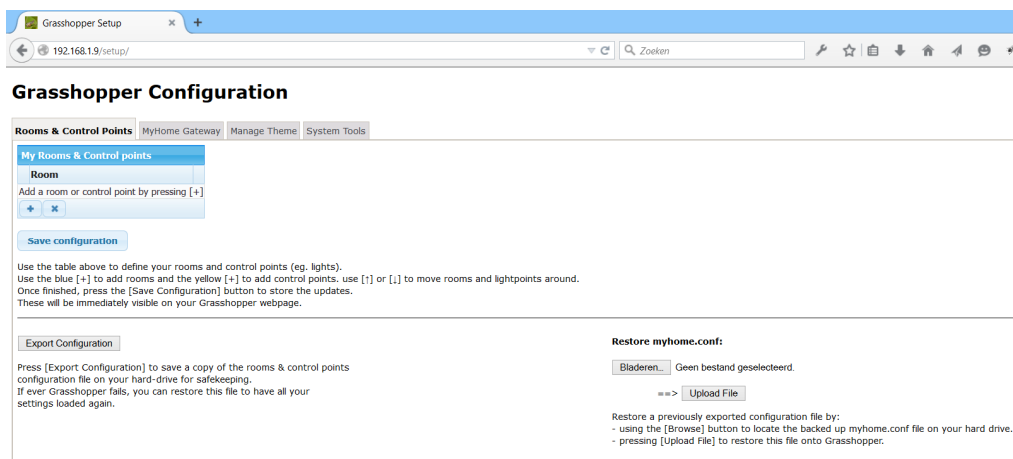 Grasshopper Setup × +
192.168.1.9/setup/ Zoeken
Grasshopper Configuration
Rooms & Control Points MyHome Gateway Manage Theme System Tools
My Rooms & Control points
Room
Add a room or control point by pressing [+]
Save configuration
Use the table above to define your rooms and control points (eg. lights).
Use the blue [+] to add rooms and the yellow [+] to add control points. use [↑] or [↓] to move rooms and lightpoints around.
Once finished, press the [Save Configuration] button to store the updates.
These will be immediately visible on your Grasshopper webpage.
Export Configuration
Press [Export Configuration] to save a copy of the rooms & control points
configuration file on your hard-drive for safekeeping.
If ever Grasshopper fails, you can restore this file to have all your
settings loaded again.
Restore myhome.conf:
Bladeren... Geen bestand geselecteerd.
==> Upload File
Restore a previously exported configuration file by:
- using the [Browse] button to locate the backed up myhome.conf file on your hard drive.
- pressing [Upload File] to restore this file onto Grasshopper.